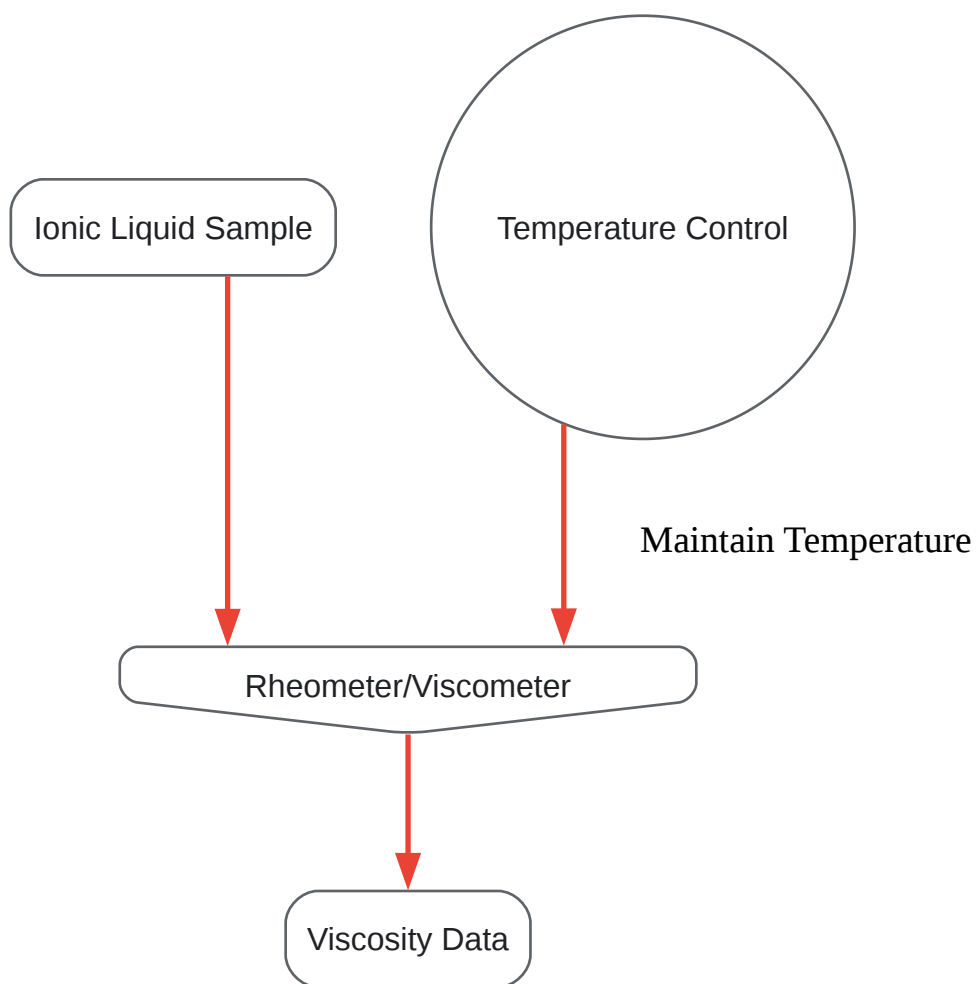 Ionic Liquid Sample
Temperature Control
Maintain Temperature
Rheometer/Viscometer
Viscosity Data